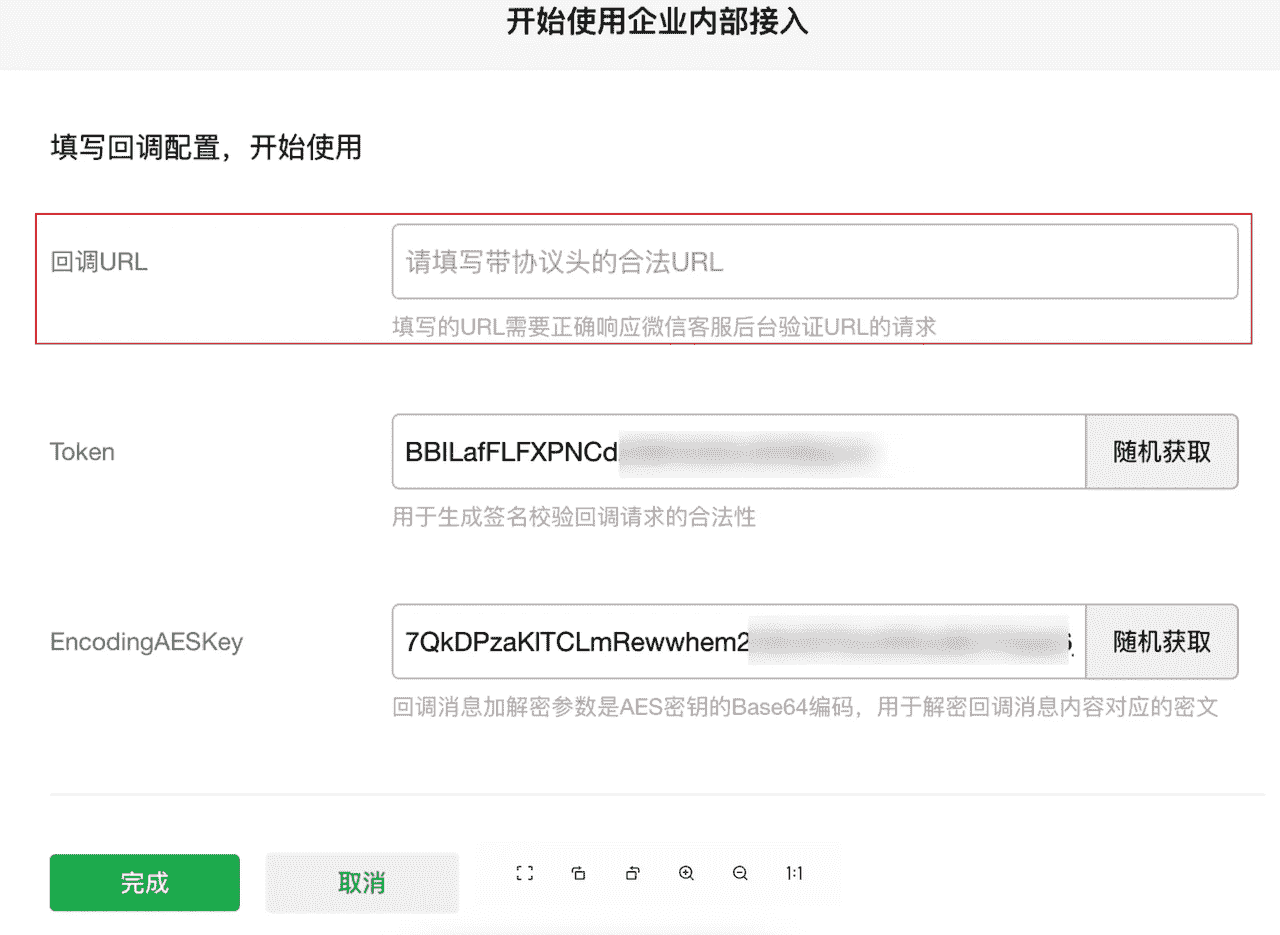 开始使用企业内部接入
填写回调配置，开始使用
回调URL
请填写带协议头的合法URL
填写的URL需要正确响应微信客服后台验证URL的请求
Token
BBILafFLFXPNCd
随机获取
用于生成签名校验回调请求的合法性
EncodingAESKey
7QkDPzaKlTCLmRewwhem2
随机获取
回调消息加解密参数是AES密钥的Base64编码，用于解密回调消息内容对应的密文
完成
取消
1:1